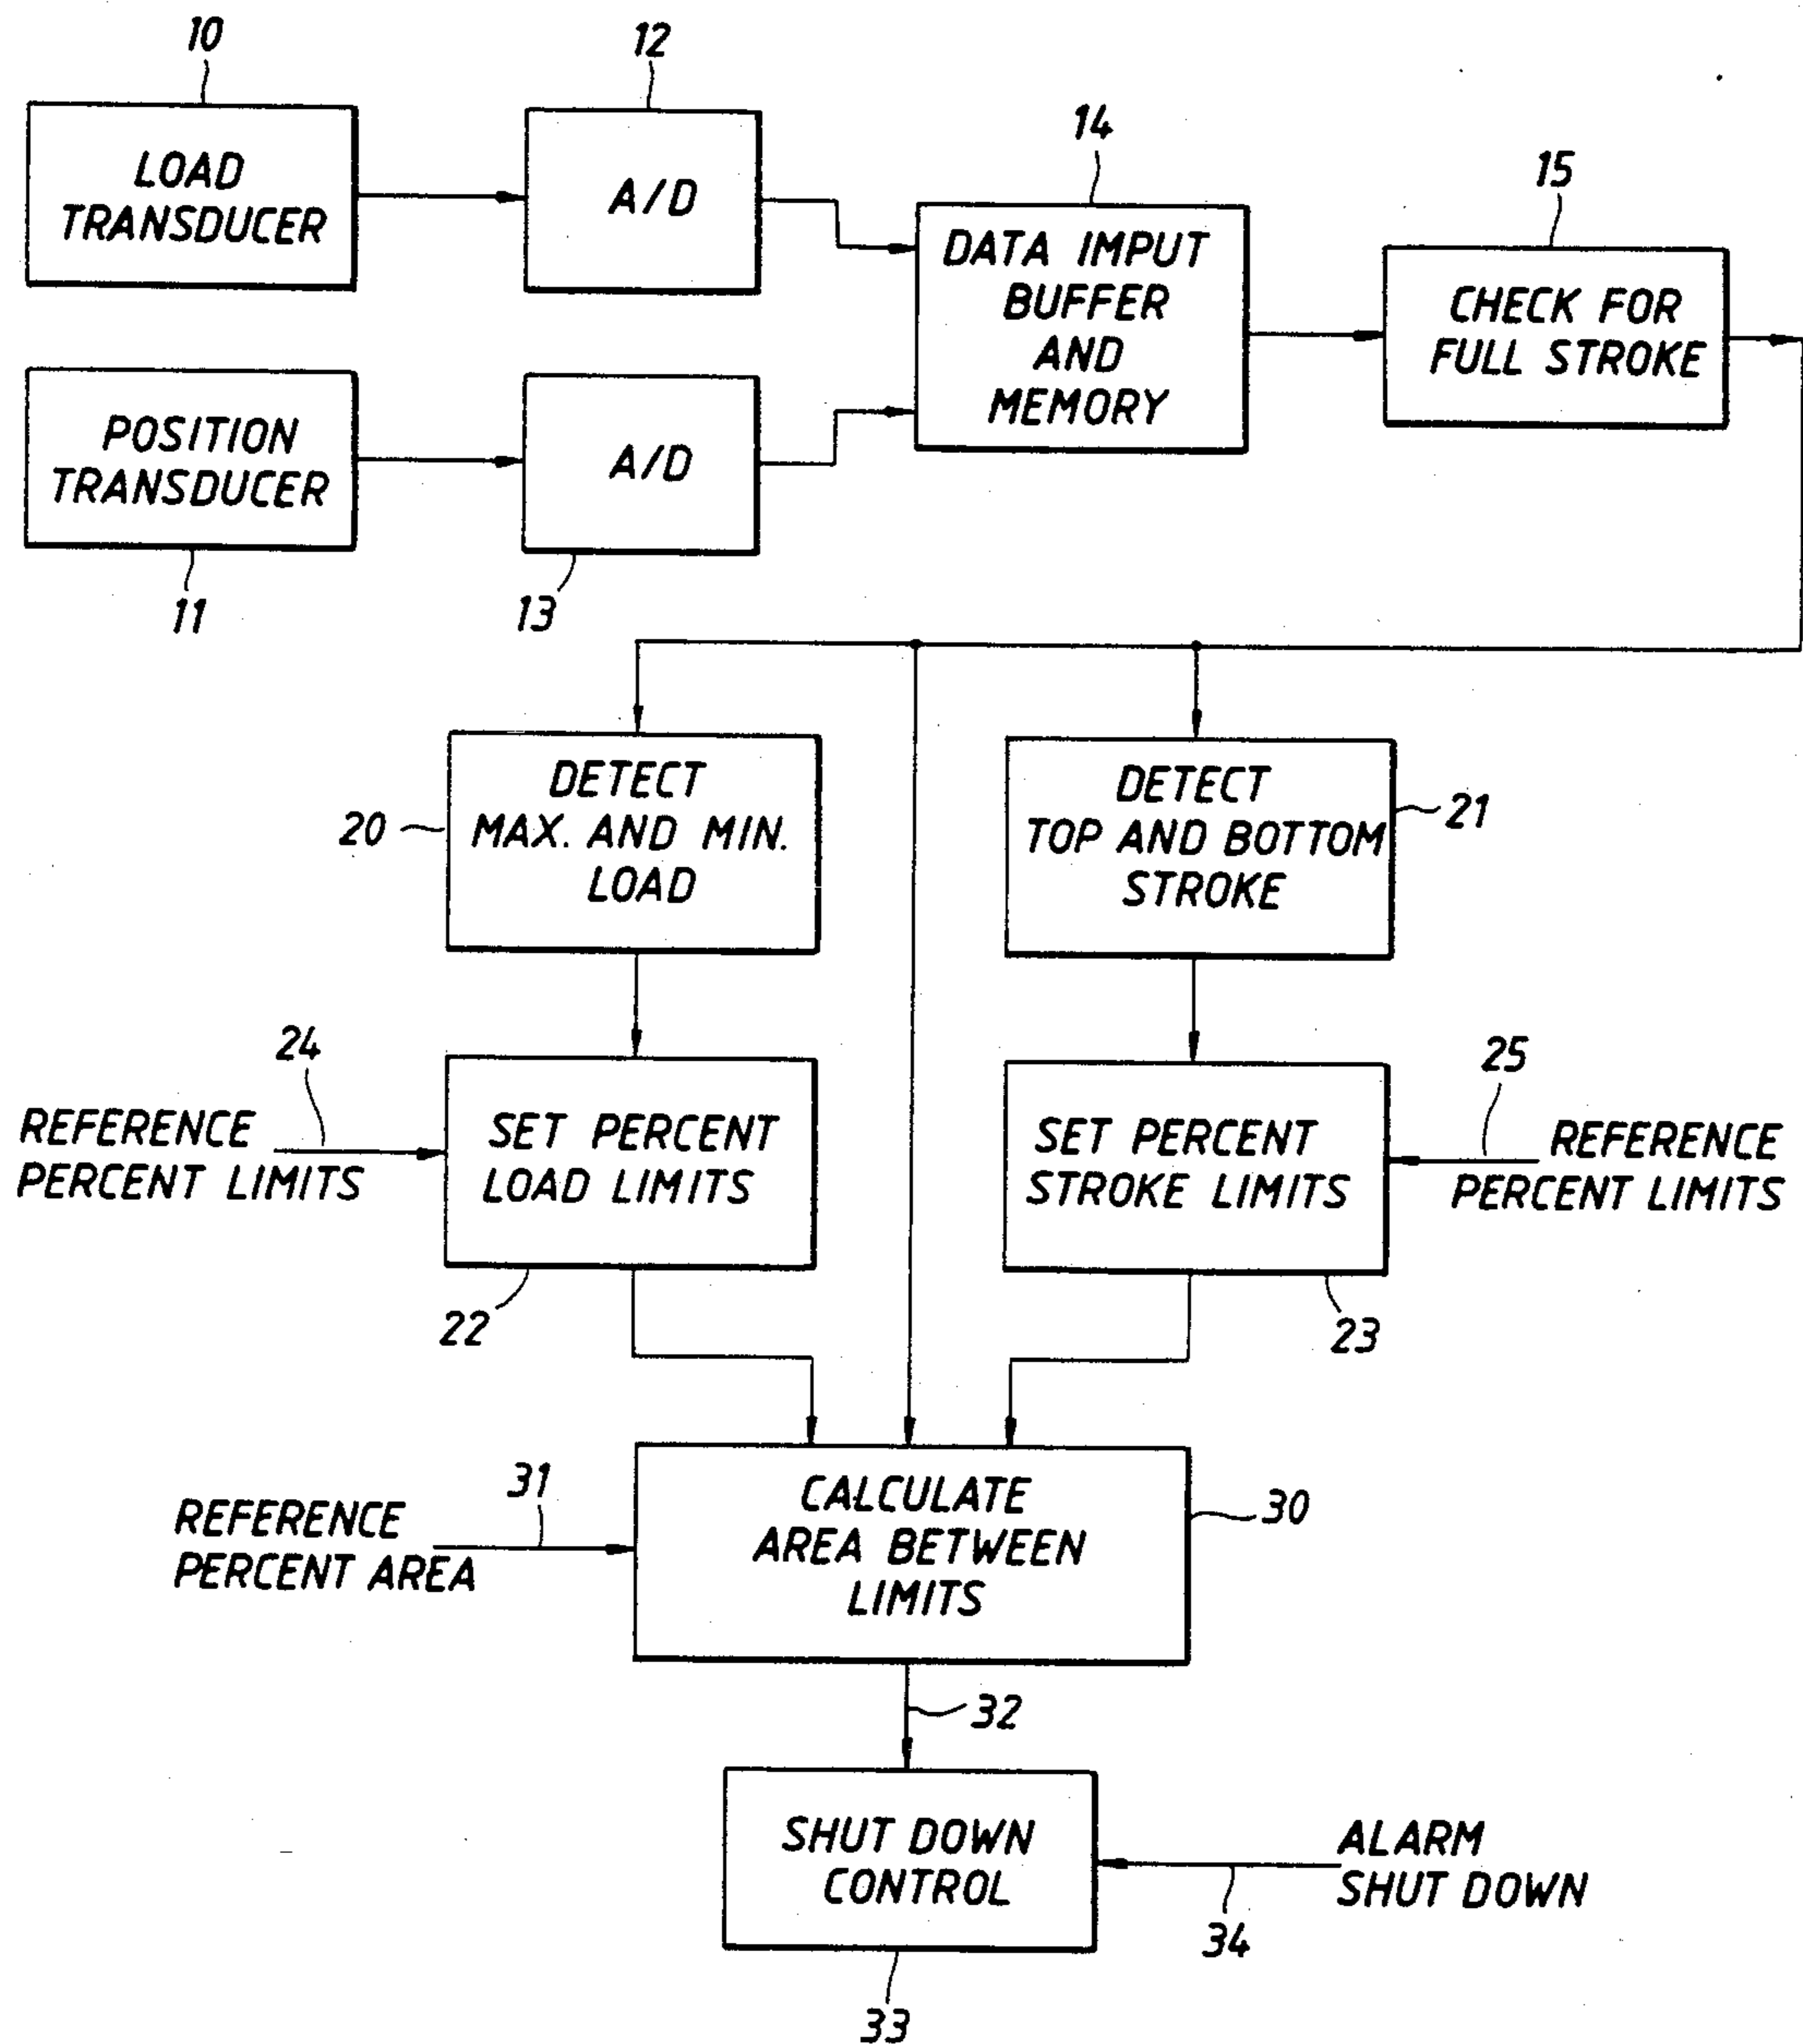 10
12
14
15
LOAD
TRANSDUCER
A/D
DATA IMPUT
BUFFER
AND
MEMORY
CHECK FOR
FULL STROKE
POSITION
TRANSDUCER
A/D
11
13
DETECT
MAX. AND MIN.
LOAD
20
DETECT
TOP AND BOTTOM
STROKE
21
24
REFERENCE
PERCENT LIMITS
SET PERCENT
LOAD LIMITS
22
SET PERCENT
STROKE LIMITS
23
25
REFERENCE
PERCENT LIMITS
31
REFERENCE
PERCENT AREA
CALCULATE
AREA BETWEEN
LIMITS
30
32
SHUT DOWN
CONTROL
33
ALARM
SHUT DOWN
34